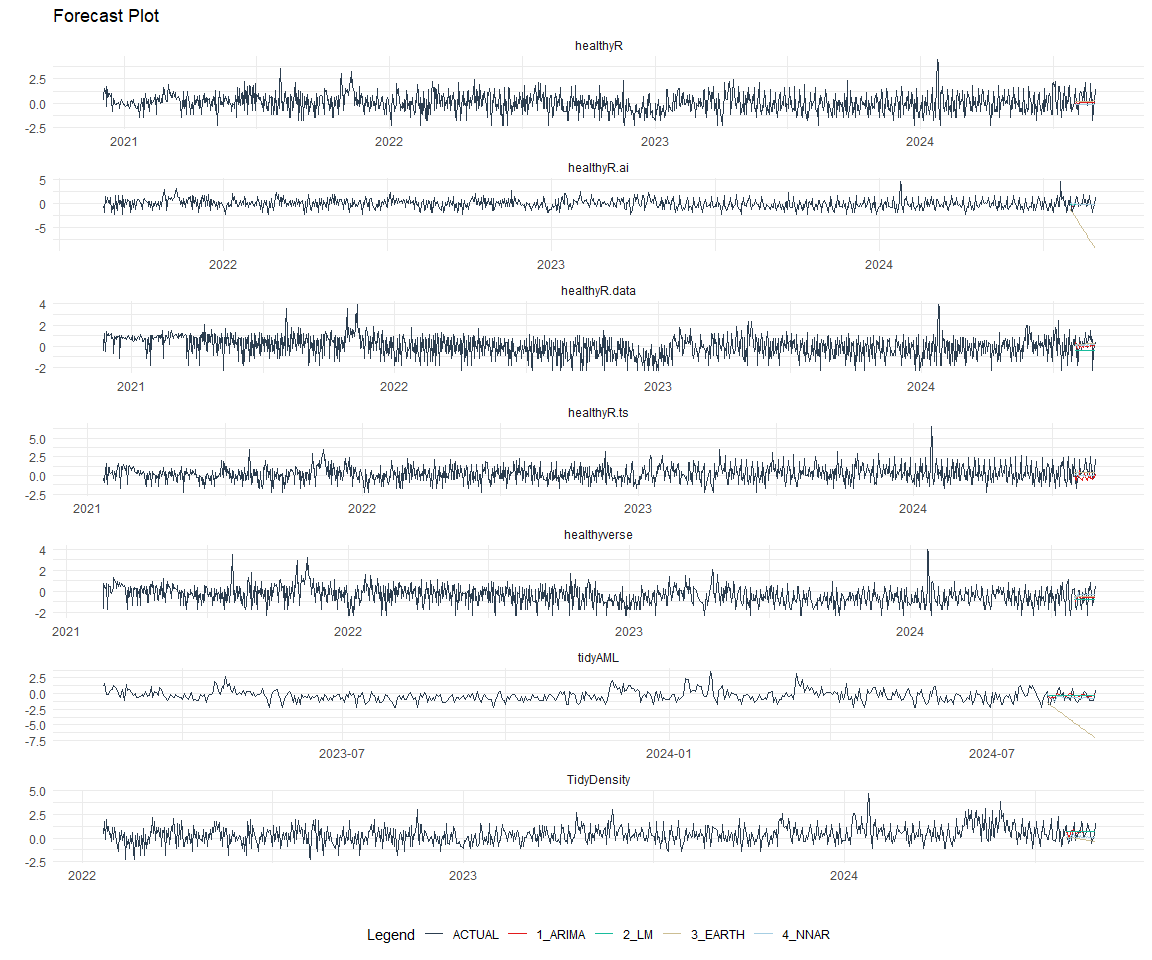 Forecast Plot
healthyR
2.5
0.0
-2.5
2021 2022 2023 2024
healthyR.ai
5
0
-5
2022 2023 2024
healthyR.data
4
2
0
-2
2021 2022 2023 2024
healthyR.ts
5.0
2.5
0.0
-2.5
2021 2022 2023 2024
healthyverse
4
2
0
-2
2021 2022 2023 2024
tidyAML
2.5
0.0
-2.5
-5.0
-7.5
2023-07 2024-01 2024-07
TidyDensity
5.0
2.5
0.0
-2.5
2022 2023 2024
Legend ACTUAL 1_ARIMA 2_LM 3_EARTH 4_NNAR